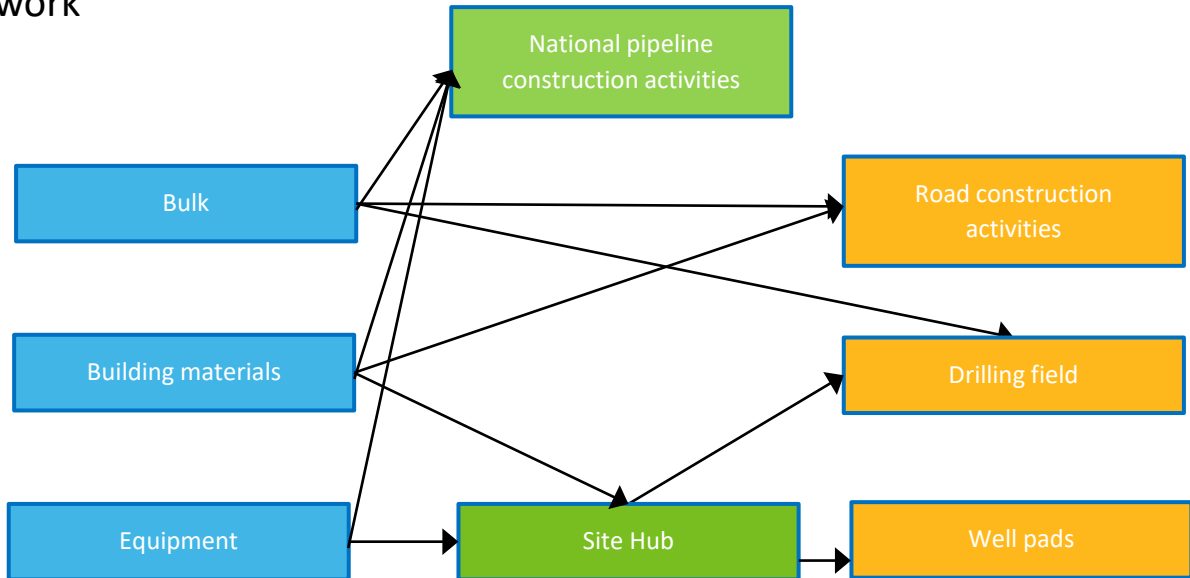 work
National pipeline
construction activities
Bulk
Road construction
activities
Building materials
Drilling field
Equipment
Site Hub
Well pads